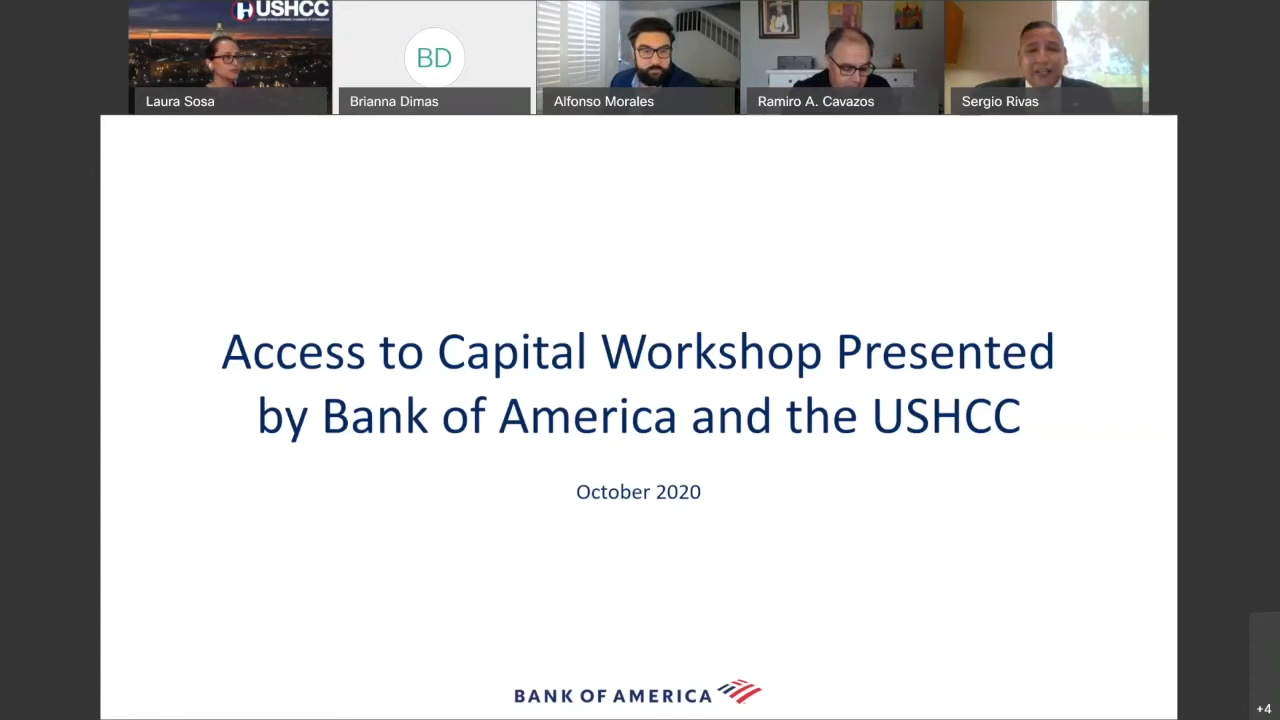 USHCC
BD
Laura Sosa
Brianna Dimas
Alfonso Morales
Ramiro A. Cavazos
Sergio Rivas
Access to Capital Workshop Presented
by Bank of America and the USHCC
October 2020
BANK OF AMERICA
+4